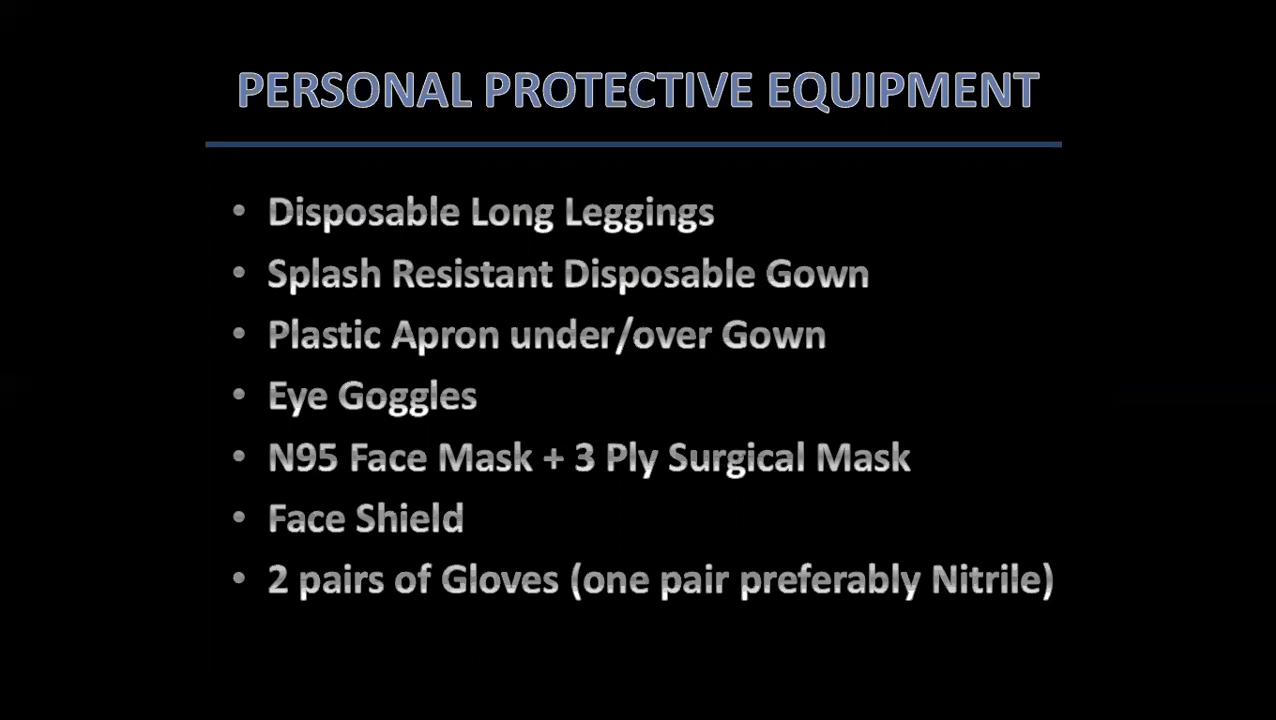 PERSONAL PROTECTIVE EQUIPMENT
• Disposable Long Leggings
• Splash Resistant Disposable Gown
• Plastic Apron under/over Gown
• Eye Goggles
• N95 Face Mask + 3 Ply Surgical Mask
• Face Shield
• 2 pairs of Gloves (one pair preferably Nitrile)